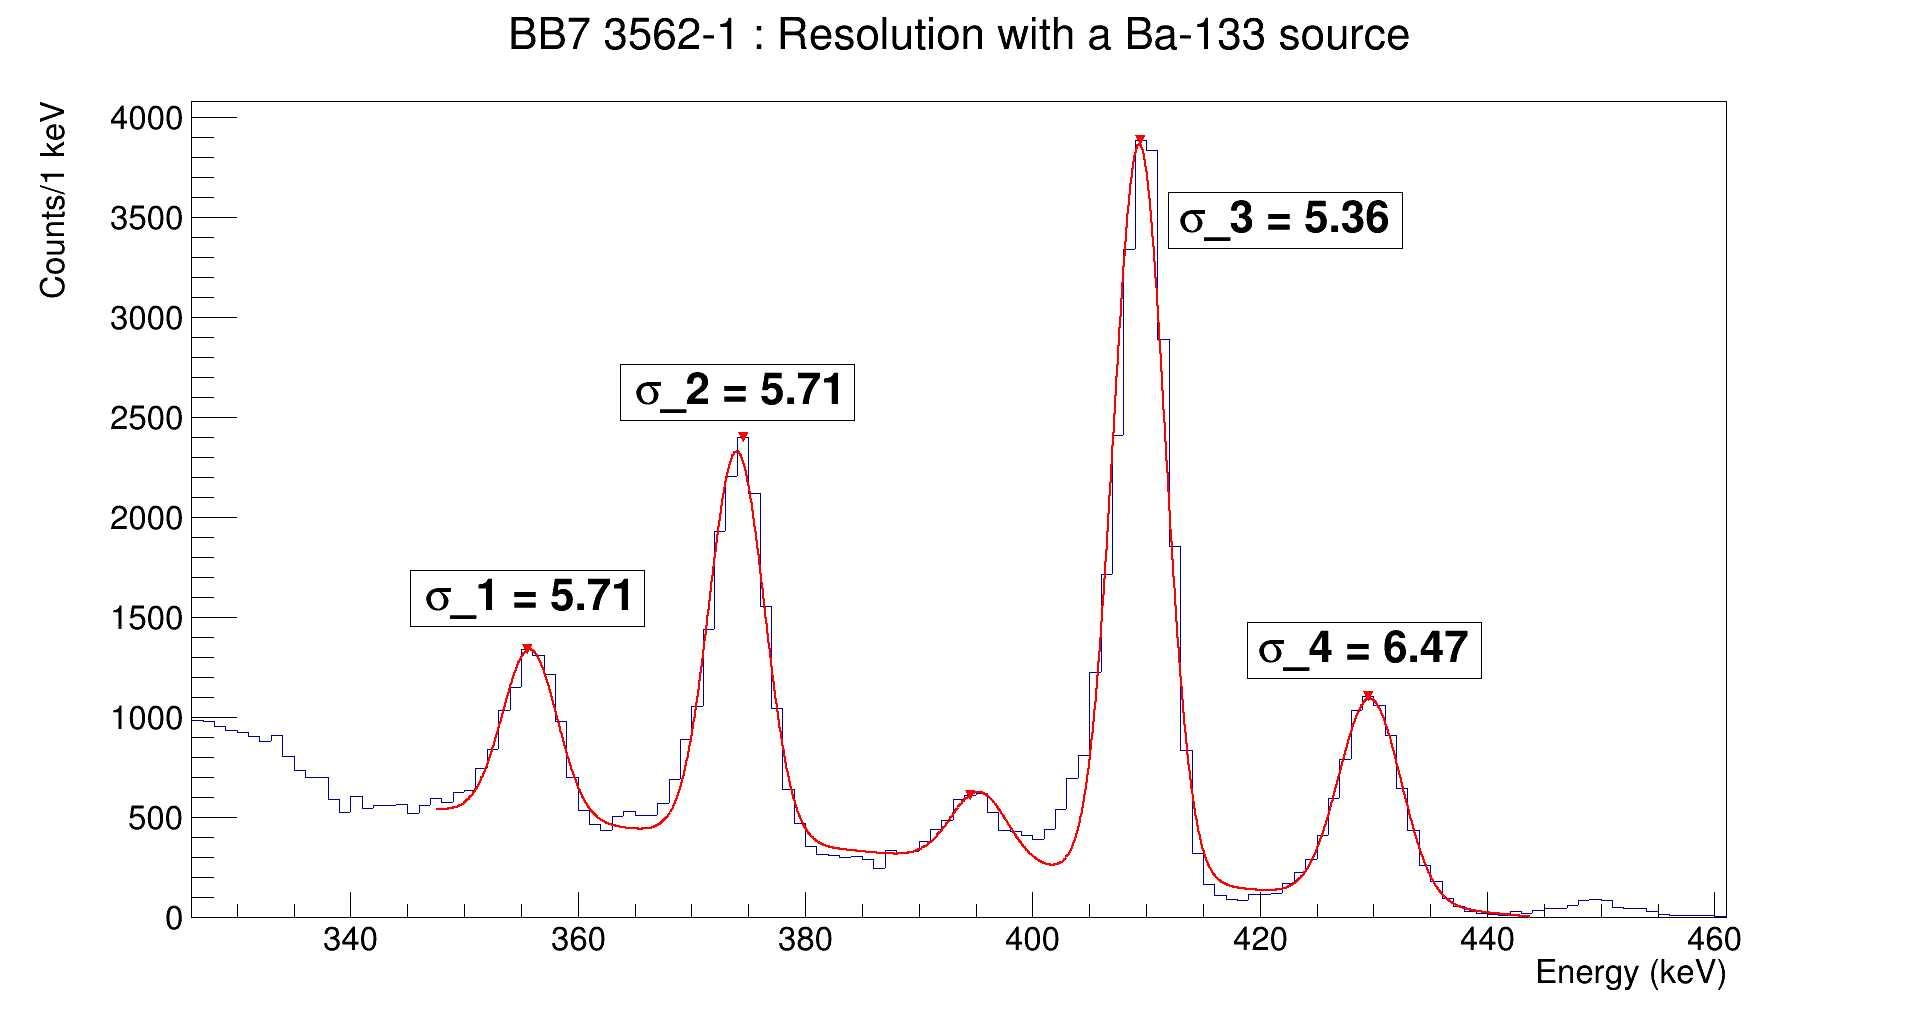 BB7 3562-1 : Resolution with a Ba-133 source
Counts/1 keV
4000
3500
3000
2500
2000
1500
1000
500
0
σ_3 = 5.36
σ_2 = 5.71
σ_1 = 5.71
σ_4 = 6.47
340 360 380 400 420 440 460
Energy (keV)